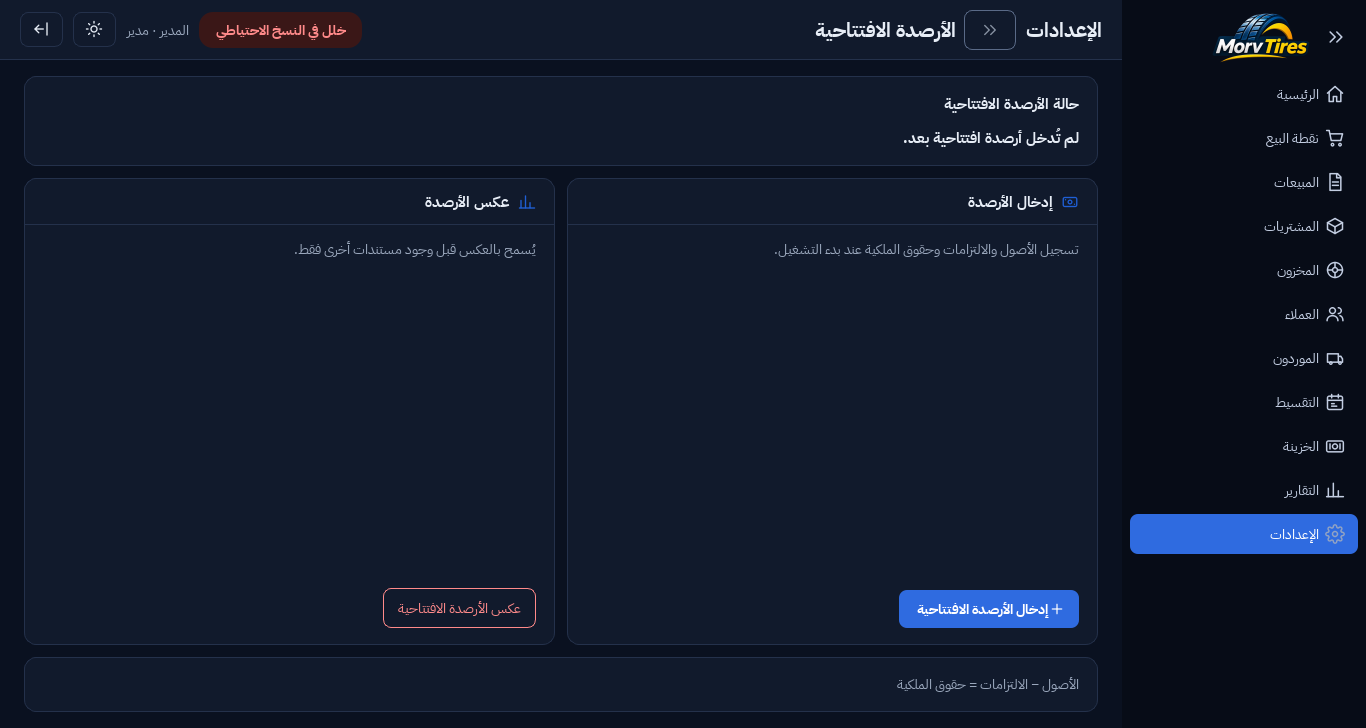 Morv Tires
الرئيسية
نقطة البيع
المبيعات
المشتريات
المخزون
العملاء
الموردون
التقسيط
الخزينة
التقارير
الإعدادات
الإعدادات
الأرصدة الافتتاحية
خلل في النسخ الاحتياطي
المدير · مدير
حالة الأرصدة الافتتاحية
لم تُدخل أرصدة افتتاحية بعد.
إدخال الأرصدة
تسجيل الأصول والالتزامات وحقوق الملكية عند بدء التشغيل.
إدخال الأرصدة الافتتاحية
عكس الأرصدة
يُسمح بالعكس قبل وجود مستندات أخرى فقط.
عكس الأرصدة الافتتاحية
الأصول − الالتزامات = حقوق الملكية